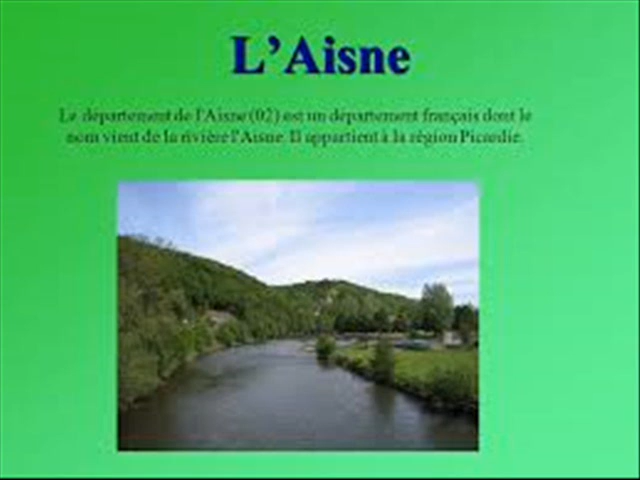 L'Aisne
Le département de l'Aisne (02) est un département français dont le
nom vient de la rivière l'Aisne. Il appartient à la région Picardie.